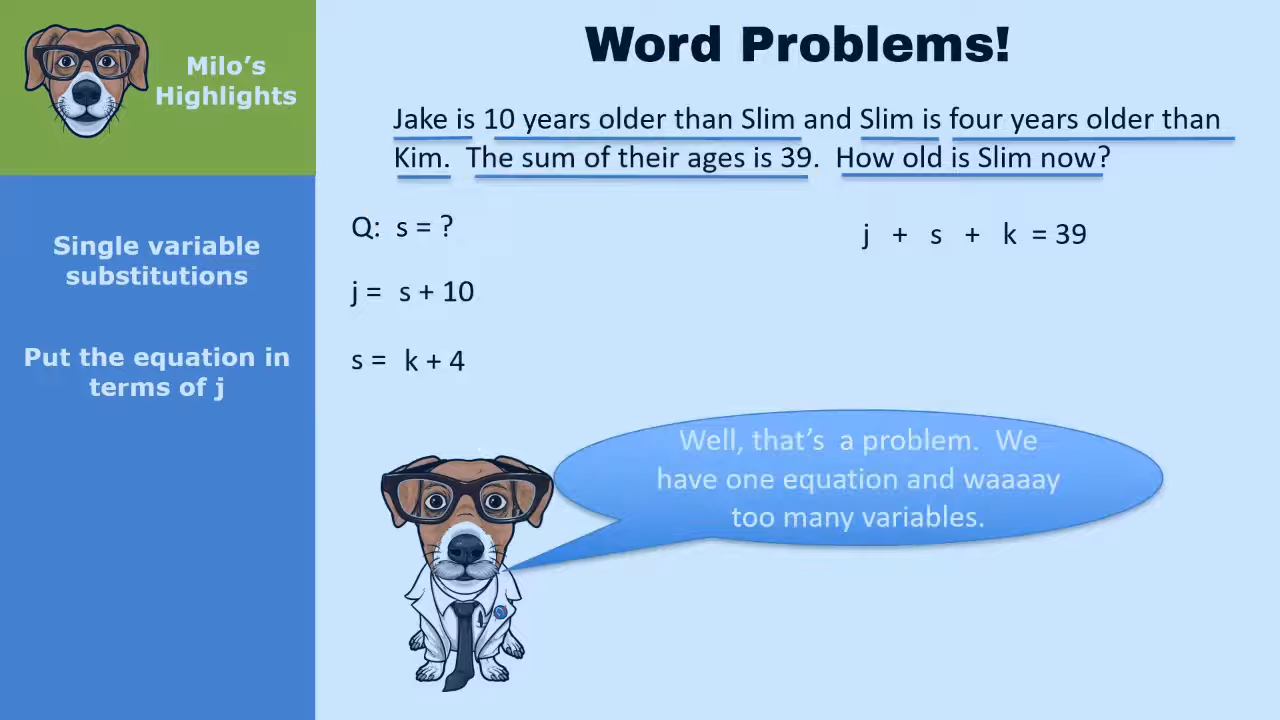 Milo’s
Highlights
Word Problems!
Jake is 10 years older than Slim and Slim is four years older than
Kim. The sum of their ages is 39. How old is Slim now?
Single variable
substitutions
Put the equation in
terms of j
Q: s = ?
j + s + k = 39
j = s + 10
s = k + 4
Well, that’s a problem. We
have one equation and waaaay
too many variables.